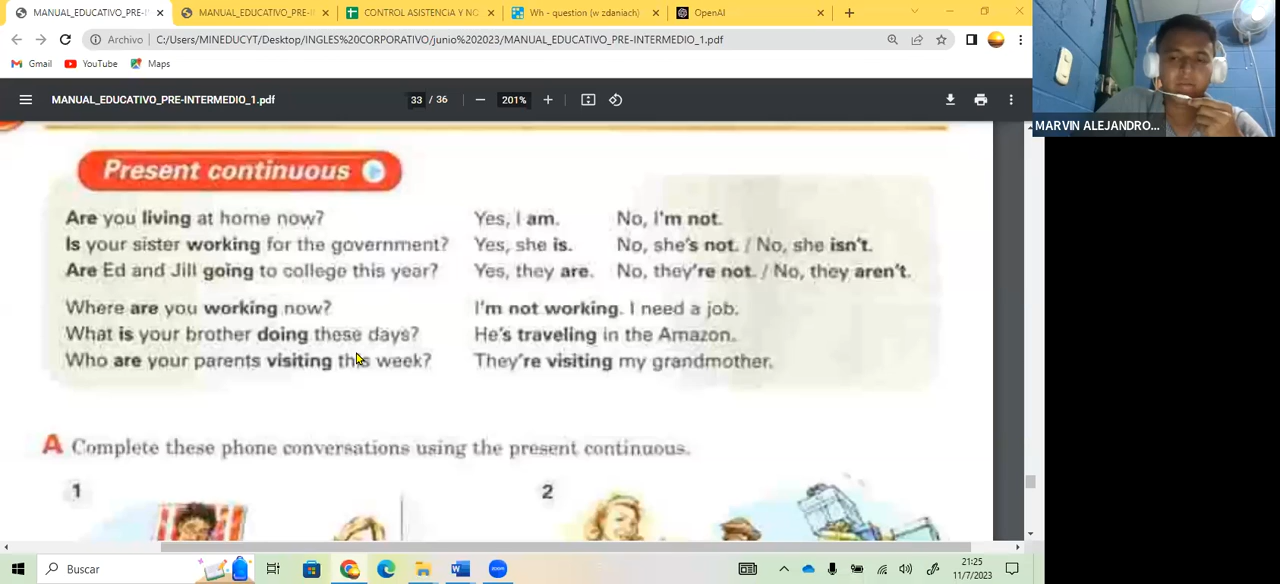 MANUAL_EDUCATIVO_PRE-I
MANUAL_EDUCATIVO_PRE-I
CONTROL ASISTENCIA Y NO
Wh - question (w zdaniach)
OpenAI
Archivo
C:/Users/MINEDUCYT/Desktop/INGLES%20CORPORATIVO/junio%202023/MANUAL_EDUCATIVO_PRE-INTERMEDIO_1.pdf
Gmail
YouTube
Maps
MANUAL_EDUCATIVO_PRE-INTERMEDIO_1.pdf
33 / 36
201%
MARVIN ALEJANDRO...
Present continuous
Are you living at home now? Yes, I am. No, I'm not.
Is your sister working for the government? Yes, she is. No, she's not. / No, she isn't.
Are Ed and Jill going to college this year? Yes, they are. No, they're not. / No, they aren't.
Where are you working now? I'm not working. I need a job.
What is your brother doing these days? He's traveling in the Amazon.
Who are your parents visiting this week? They're visiting my grandmother.
A Complete these phone conversations using the present continuous.
1
2
Buscar
zoom
21:25
11/7/2023